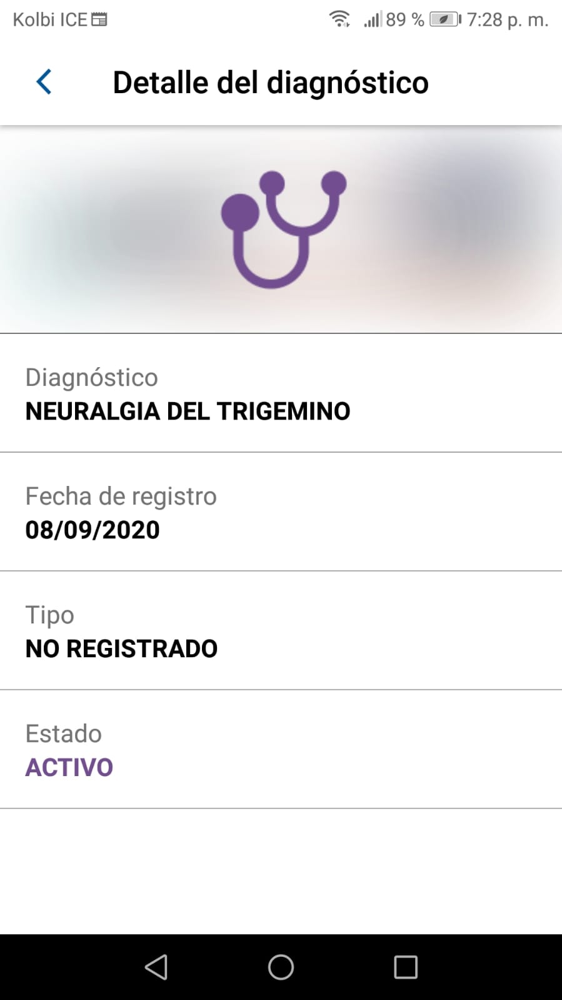 Kolbi ICE 89 % 7:28 p. m.
Detalle del diagnóstico
Diagnóstico
NEURALGIA DEL TRIGEMINO
Fecha de registro
08/09/2020
Tipo
NO REGISTRADO
Estado
ACTIVO